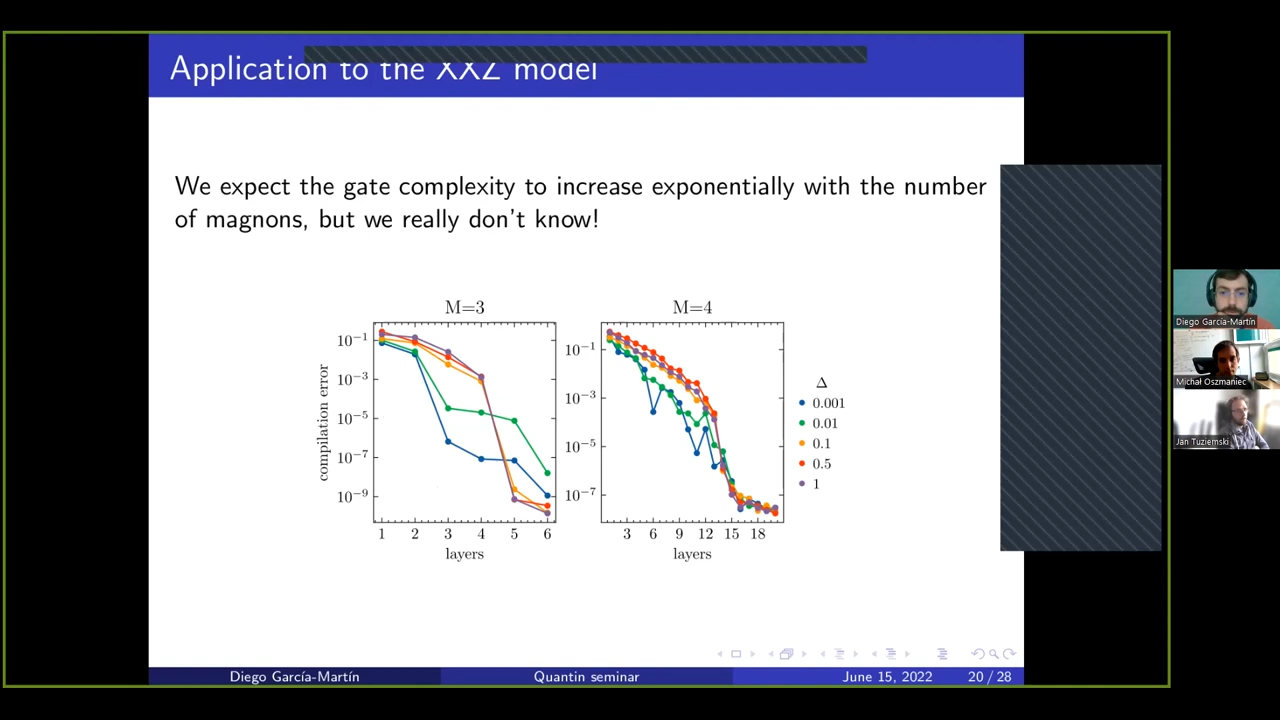 Application to the XXZ model
We expect the gate complexity to increase exponentially with the number
of magnons, but we really don't know!
M=3
M=4
compilation error
10⁻¹
10⁻³
10⁻⁵
10⁻⁷
10⁻⁹
1 2 3 4 5 6
layers
10⁻¹
10⁻³
10⁻⁵
10⁻⁷
3 6 9 12 15 18
layers
Δ
0.001
0.01
0.1
0.5
1
Diego García-Martín
Michał Oszmaniec
Jan Tuziemski
Diego García-Martín Quantin seminar June 15, 2022 20 / 28